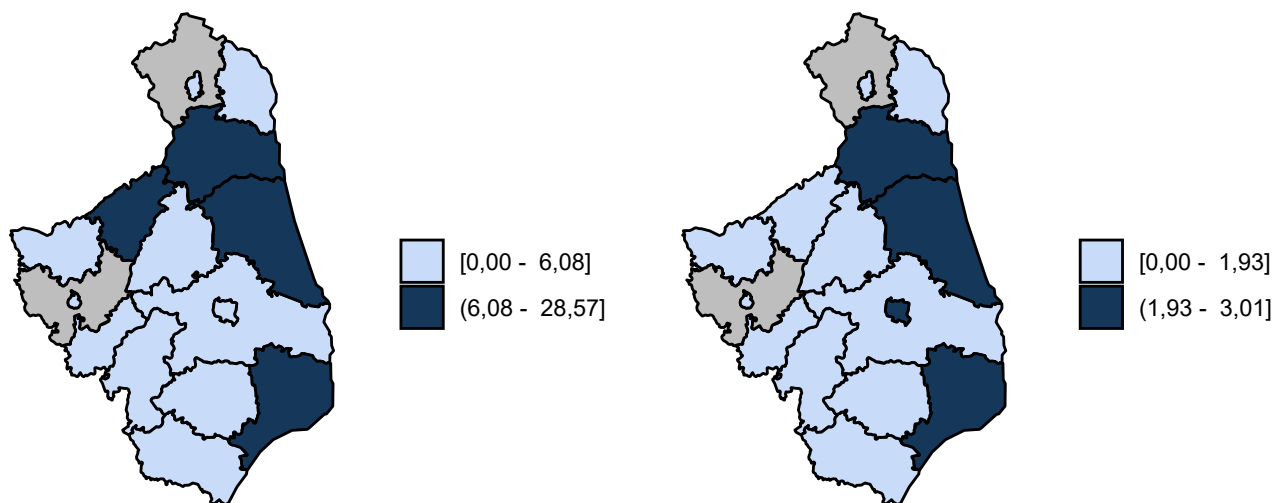 [0,00 -  6,08]
(6,08 -  28,57]
[0,00 -  1,93]
(1,93 -  3,01]